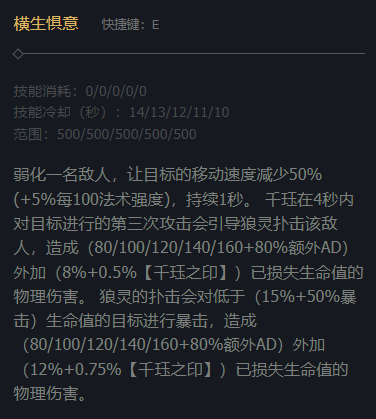 横生惧意 快捷键：E
技能消耗：0/0/0/0/0
技能冷却（秒）：14/13/12/11/10
范围：500/500/500/500/500
弱化一名敌人，让目标的移动速度减少50%
(+5%每100法术强度)，持续1秒。 千珏在4秒内
对目标进行的第三次攻击会引导狼灵扑击该敌
人，造成（80/100/120/140/160+80%额外AD）
外加（8%+0.5%【千珏之印】）已损失生命值的
物理伤害。 狼灵的扑击会对低于（15%+50%暴
击）生命值的目标进行暴击，造成
（80/100/120/140/160+80%额外AD）外加
（12%+0.75%【千珏之印】）已损失生命值的
物理伤害。